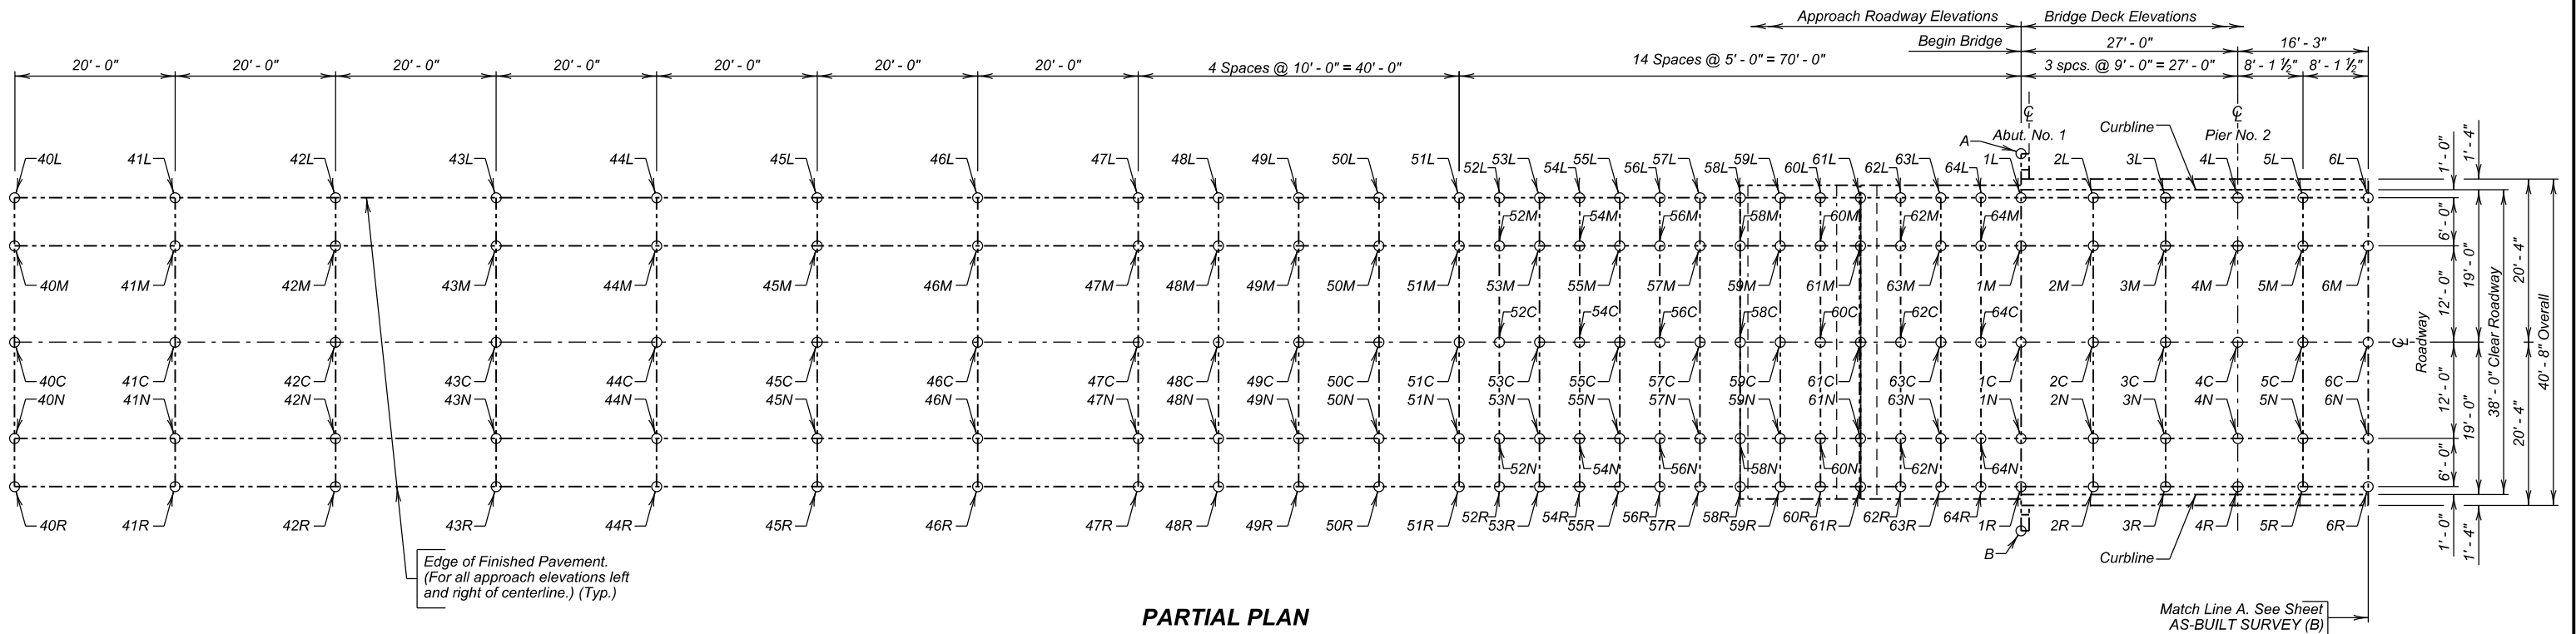 Approach Roadway Elevations Bridge Deck Elevations
Begin Bridge 27' - 0" 16' - 3"
20' - 0" 20' - 0" 20' - 0" 20' - 0" 20' - 0" 20' - 0" 20' - 0" 4 Spaces @ 10' - 0" = 40' - 0" 14 Spaces @ 5' - 0" = 70' - 0" 3 spcs. @ 9' - 0" = 27' - 0" 8' - 1 ½" 8' - 1 ½"
℄ ℄
A Abut. No. 1 Curbline Pier No. 2
40L 41L 42L 43L 44L 45L 46L 47L 48L 49L 50L 51L 53L 55L 57L 59L 61L 63L 1L 2L 3L 4L 5L 6L
52L 54L 56L 58L 60L 62L 64L
52M 54M 56M 58M 60M 62M 64M
40M 41M 42M 43M 44M 45M 46M 47M 48M 49M 50M 51M 53M 55M 57M 59M 61M 63M 1M 2M 3M 4M 5M 6M
52C 54C 56C 58C 60C 62C 64C
40C 41C 42C 43C 44C 45C 46C 47C 48C 49C 50C 51C 53C 55C 57C 59C 61C 63C 1C 2C 3C 4C 5C 6C
40N 41N 42N 43N 44N 45N 46N 47N 48N 49N 50N 51N 53N 55N 57N 59N 61N 63N 1N 2N 3N 4N 5N 6N
52N 54N 56N 58N 60N 62N 64N
52R 54R 56R 58R 60R 62R 64R
40R 41R 42R 43R 44R 45R 46R 47R 48R 49R 50R 51R 53R 55R 57R 59R 61R 63R 1R 2R 3R 4R 5R 6R
B Curbline
℄ Roadway
1' - 0" 6' - 0" 12' - 0" 12' - 0" 6' - 0" 1' - 0"
1' - 4" 19' - 0" 19' - 0" 1' - 4"
38' - 0" Clear Roadway
20' - 4" 20' - 4"
40' - 8" Overall
Edge of Finished Pavement.
(For all approach elevations left
and right of centerline.) (Typ.)
PARTIAL PLAN
Match Line A. See Sheet
AS-BUILT SURVEY (B)